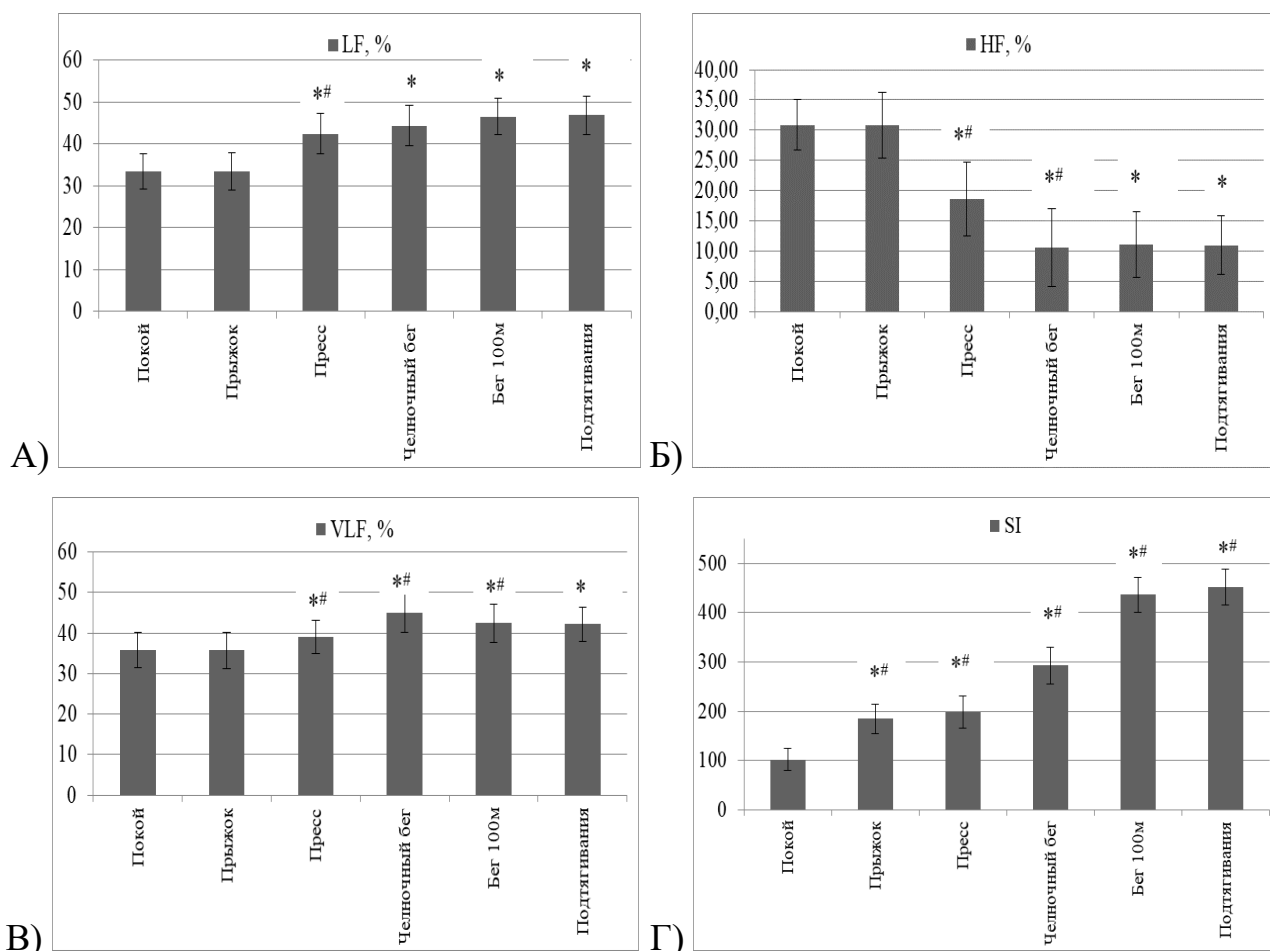 LF, %
60
50
40
30
20
10
0
*# * * *
Покой
Прыжок
Пресс
Челночный бег
Бег 100м
Подтягивания
А)
HF, %
40,00
35,00
30,00
25,00
20,00
15,00
10,00
5,00
0,00
*# *# * *
Покой
Прыжок
Пресс
Челночный бег
Бег 100м
Подтягивания
Б)
VLF, %
60
50
40
30
20
10
0
*# *# *# *
Покой
Прыжок
Пресс
Челночный бег
Бег 100м
Подтягивания
В)
SI
500
400
300
200
100
0
*# *# *# *# *#
Покой
Прыжок
Пресс
Челночный бег
Бег 100м
Подтягивания
Г)